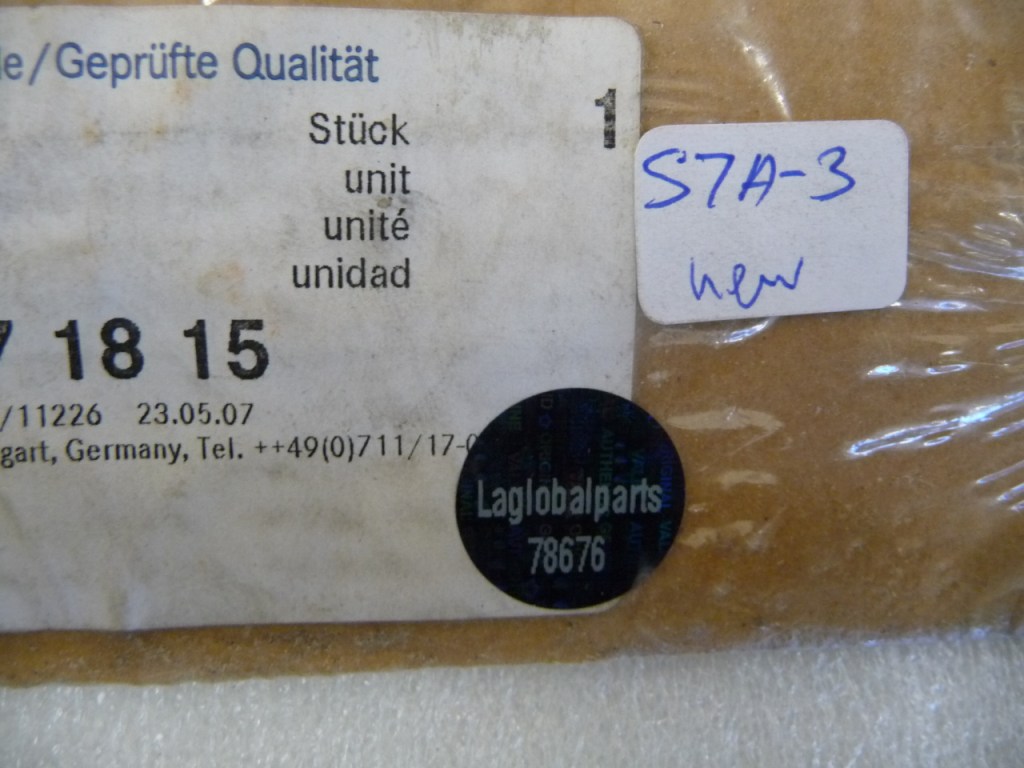 le/Geprüfte Qualität
Stück 1
unit
unité
unidad
7 18 15
/11226 23.05.07
gart, Germany, Tel. ++49(0)711/17-0
S7A-3
new
Laglobalparts
78676